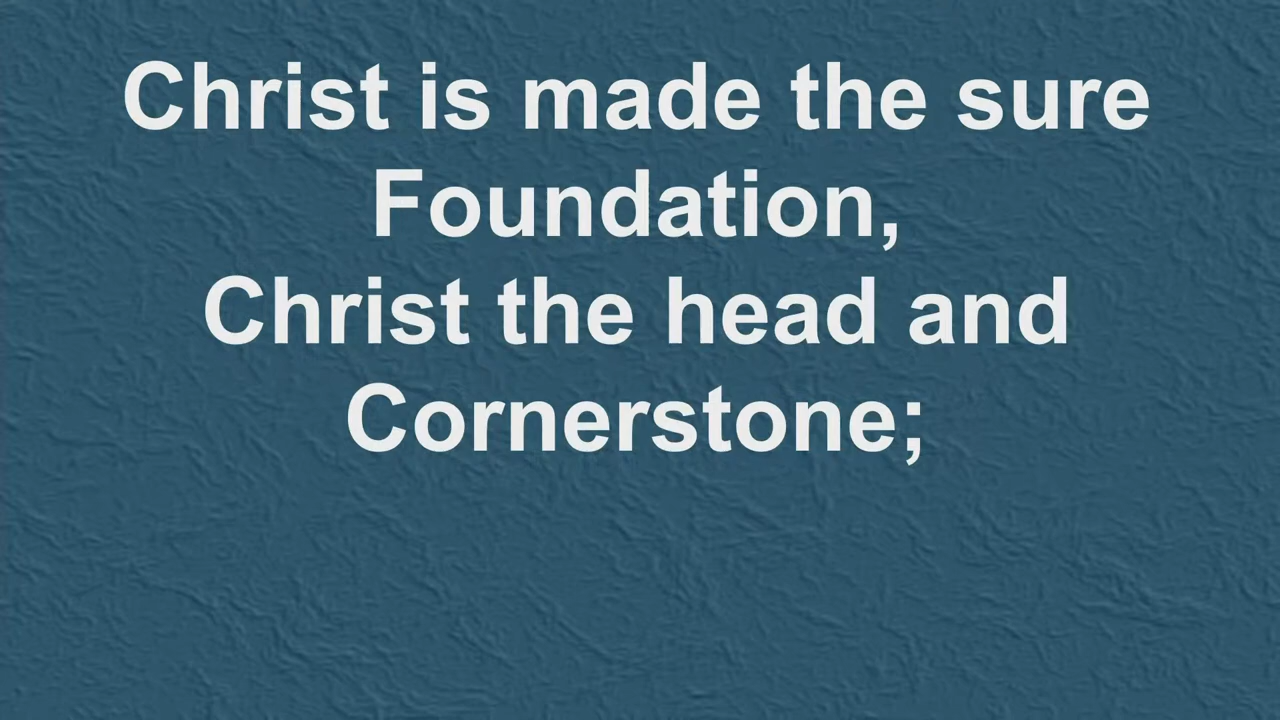 Christ is made the sure
Foundation,
Christ the head and
Cornerstone;